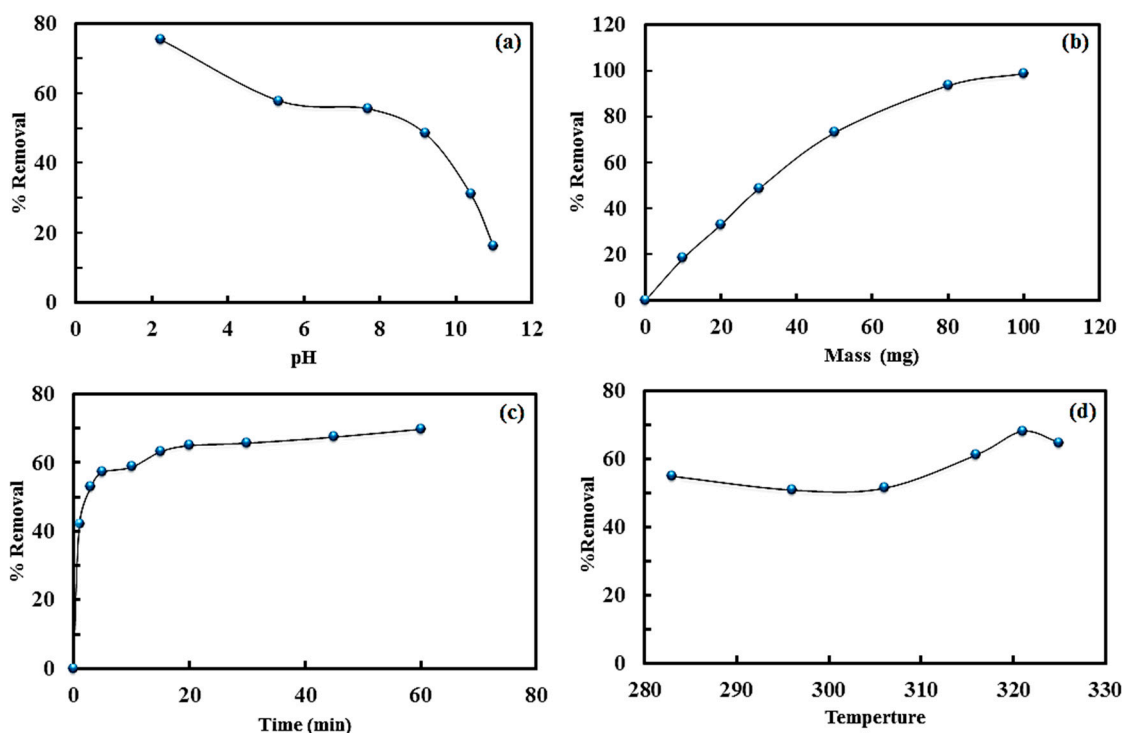 (a)
80
60
40
20
0
% Removal
0 2 4 6 8 10 12
pH
(b)
120
100
80
60
40
20
0
% Removal
0 20 40 60 80 100 120
Mass (mg)
(c)
80
60
40
20
0
% Removal
0 20 40 60 80
Time (min)
(d)
80
60
40
20
0
%Removal
280 290 300 310 320 330
Temperture